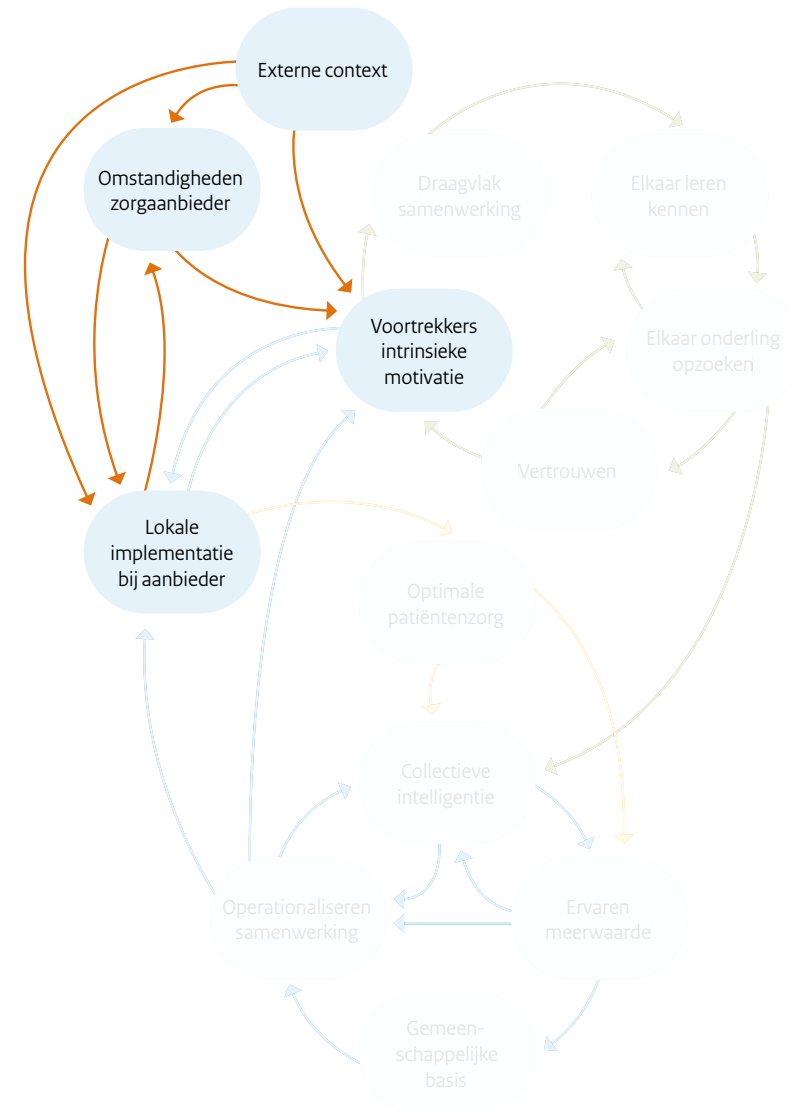 Externe context
Omstandigheden
zorgaanbieder
Draagvlak
samenwerking
Elkaar leren
kennen
Voortrekkers
intrinsieke
motivatie
Elkaar onderling
opzoeken
Vertrouwen
Lokale
implementatie
bij aanbieder
Optimale
patiëntenzorg
Collectieve
intelligentie
Operationaliseren
samenwerking
Ervaren
meerwaarde
Gemeen-
schappelijke
basis